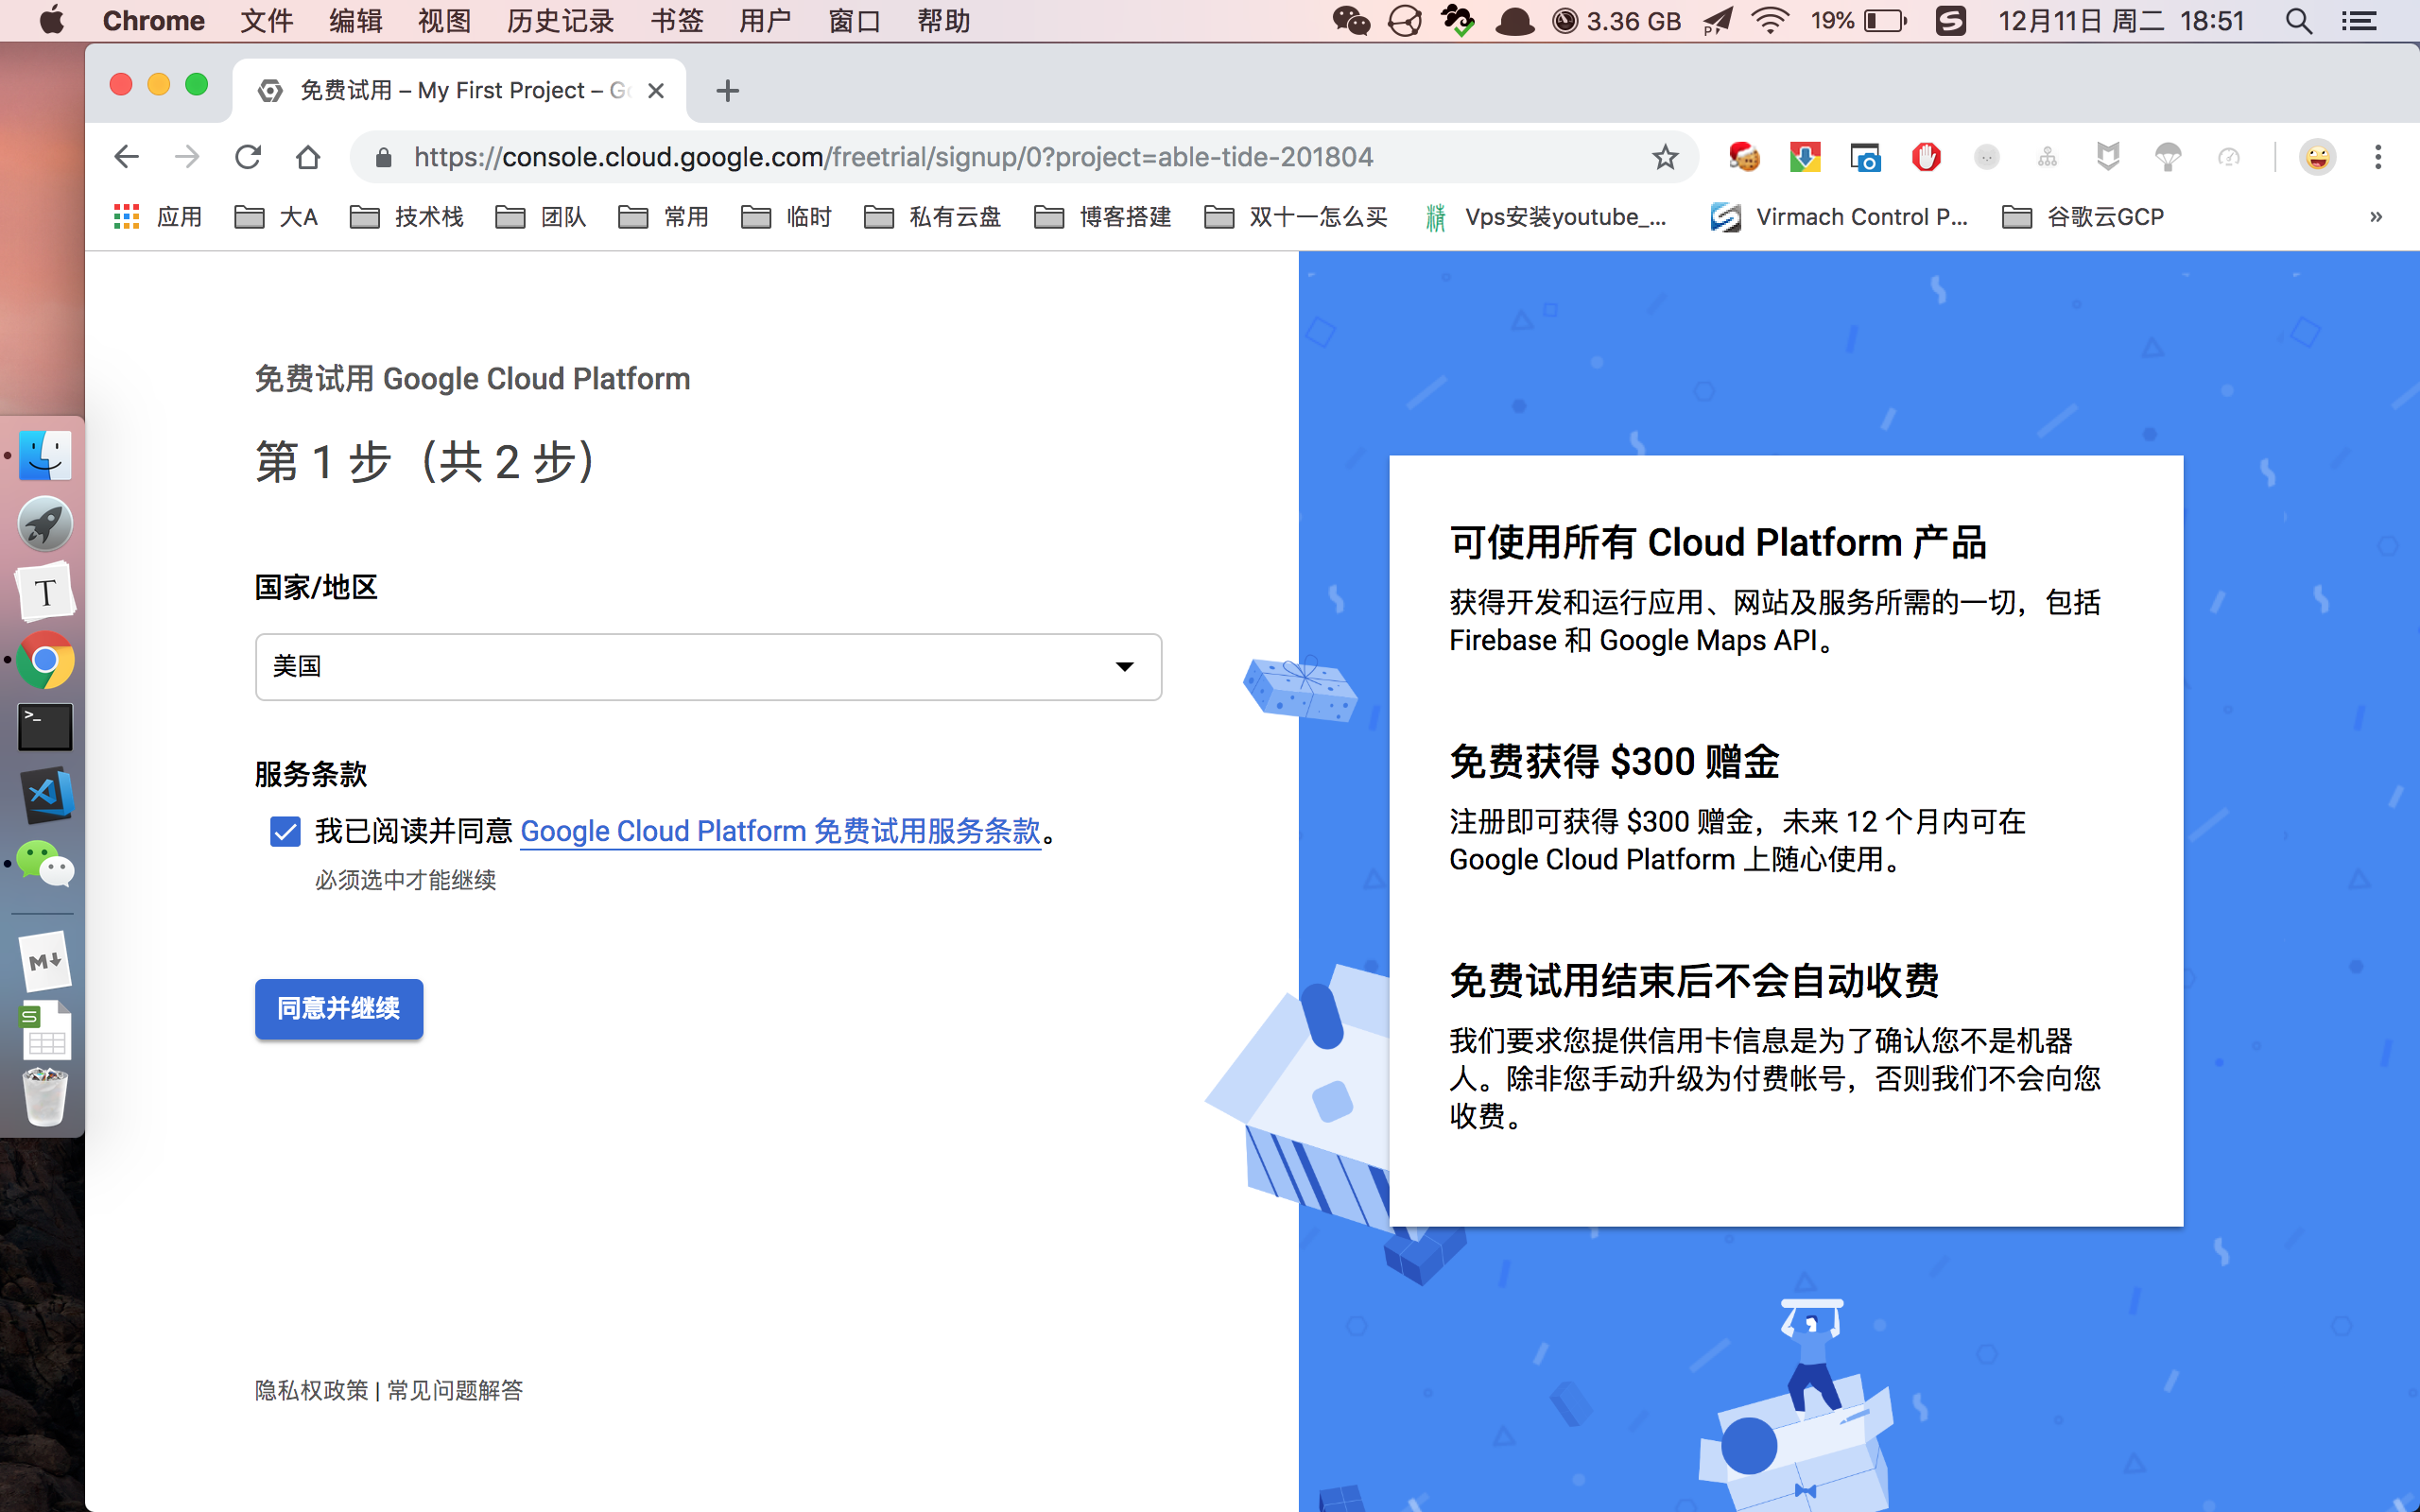 Chrome 文件 编辑 视图 历史记录 书签 用户 窗口 帮助 3.36 GB 19% 12月11日 周二 18:51
免费试用 – My First Project – Go
https://console.cloud.google.com/freetrial/signup/0?project=able-tide-201804
应用 大A 技术栈 团队 常用 临时 私有云盘 博客搭建 双十一怎么买 Vps安装youtube_... Virmach Control P... 谷歌云GCP »
免费试用 Google Cloud Platform
第 1 步（共 2 步）
国家/地区
美国
服务条款
我已阅读并同意 Google Cloud Platform 免费试用服务条款。
必须选中才能继续
同意并继续
隐私权政策 | 常见问题解答
可使用所有 Cloud Platform 产品
获得开发和运行应用、网站及服务所需的一切，包括
Firebase 和 Google Maps API。
免费获得 $300 赠金
注册即可获得 $300 赠金，未来 12 个月内可在
Google Cloud Platform 上随心使用。
免费试用结束后不会自动收费
我们要求您提供信用卡信息是为了确认您不是机器
人。除非您手动升级为付费帐号，否则我们不会向您
收费。